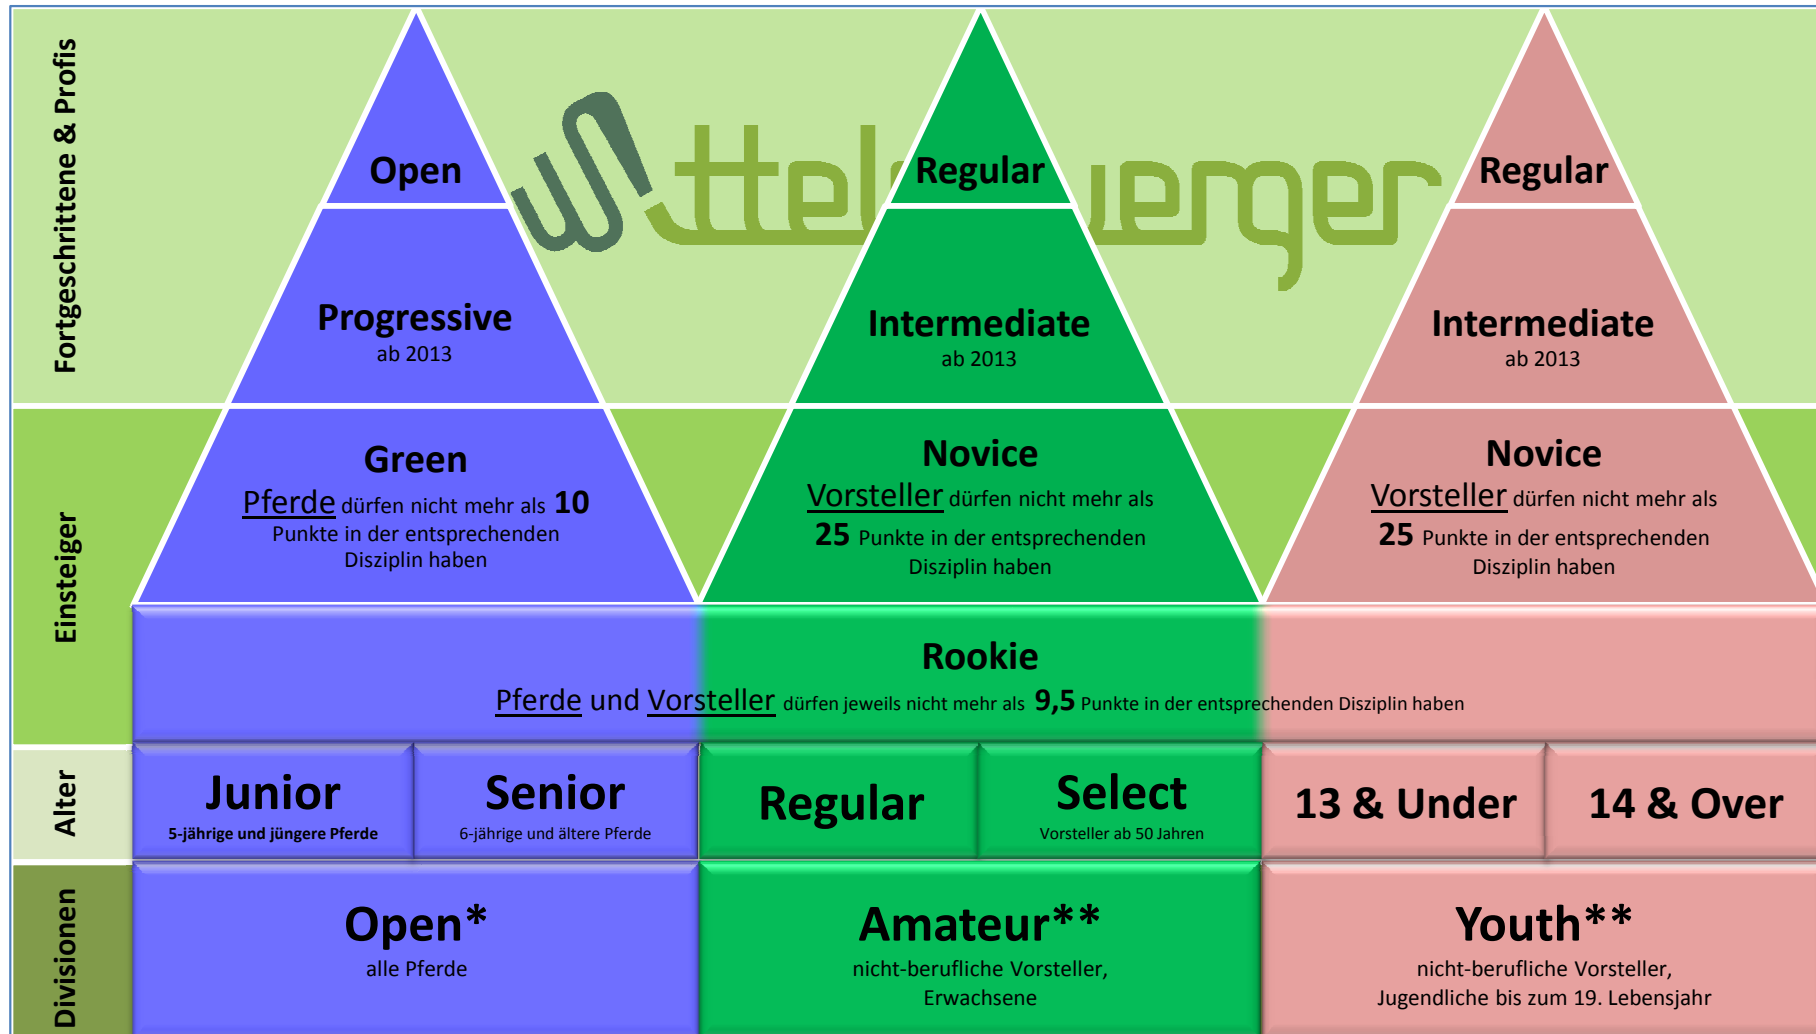 Fortgeschrittene & Profis
Open
Regular
Regular
Progressive
ab 2013
Intermediate
ab 2013
Intermediate
ab 2013
Einsteiger
Green
Pferde dürfen nicht mehr als 10
Punkte in der entsprechenden
Disziplin haben
Novice
Vorsteller dürfen nicht mehr als
25 Punkte in der entsprechenden
Disziplin haben
Novice
Vorsteller dürfen nicht mehr als
25 Punkte in der entsprechenden
Disziplin haben
Rookie
Pferde und Vorsteller dürfen jeweils nicht mehr als 9,5 Punkte in der entsprechenden Disziplin haben
Alter
Junior
5-jährige und jüngere Pferde
Senior
6-jährige und ältere Pferde
Regular
Select
Vorsteller ab 50 Jahren
13 & Under
14 & Over
Divisionen
Open*
alle Pferde
Amateur**
nicht-berufliche Vorsteller,
Erwachsene
Youth**
nicht-berufliche Vorsteller,
Jugendliche bis zum 19. Lebensjahr